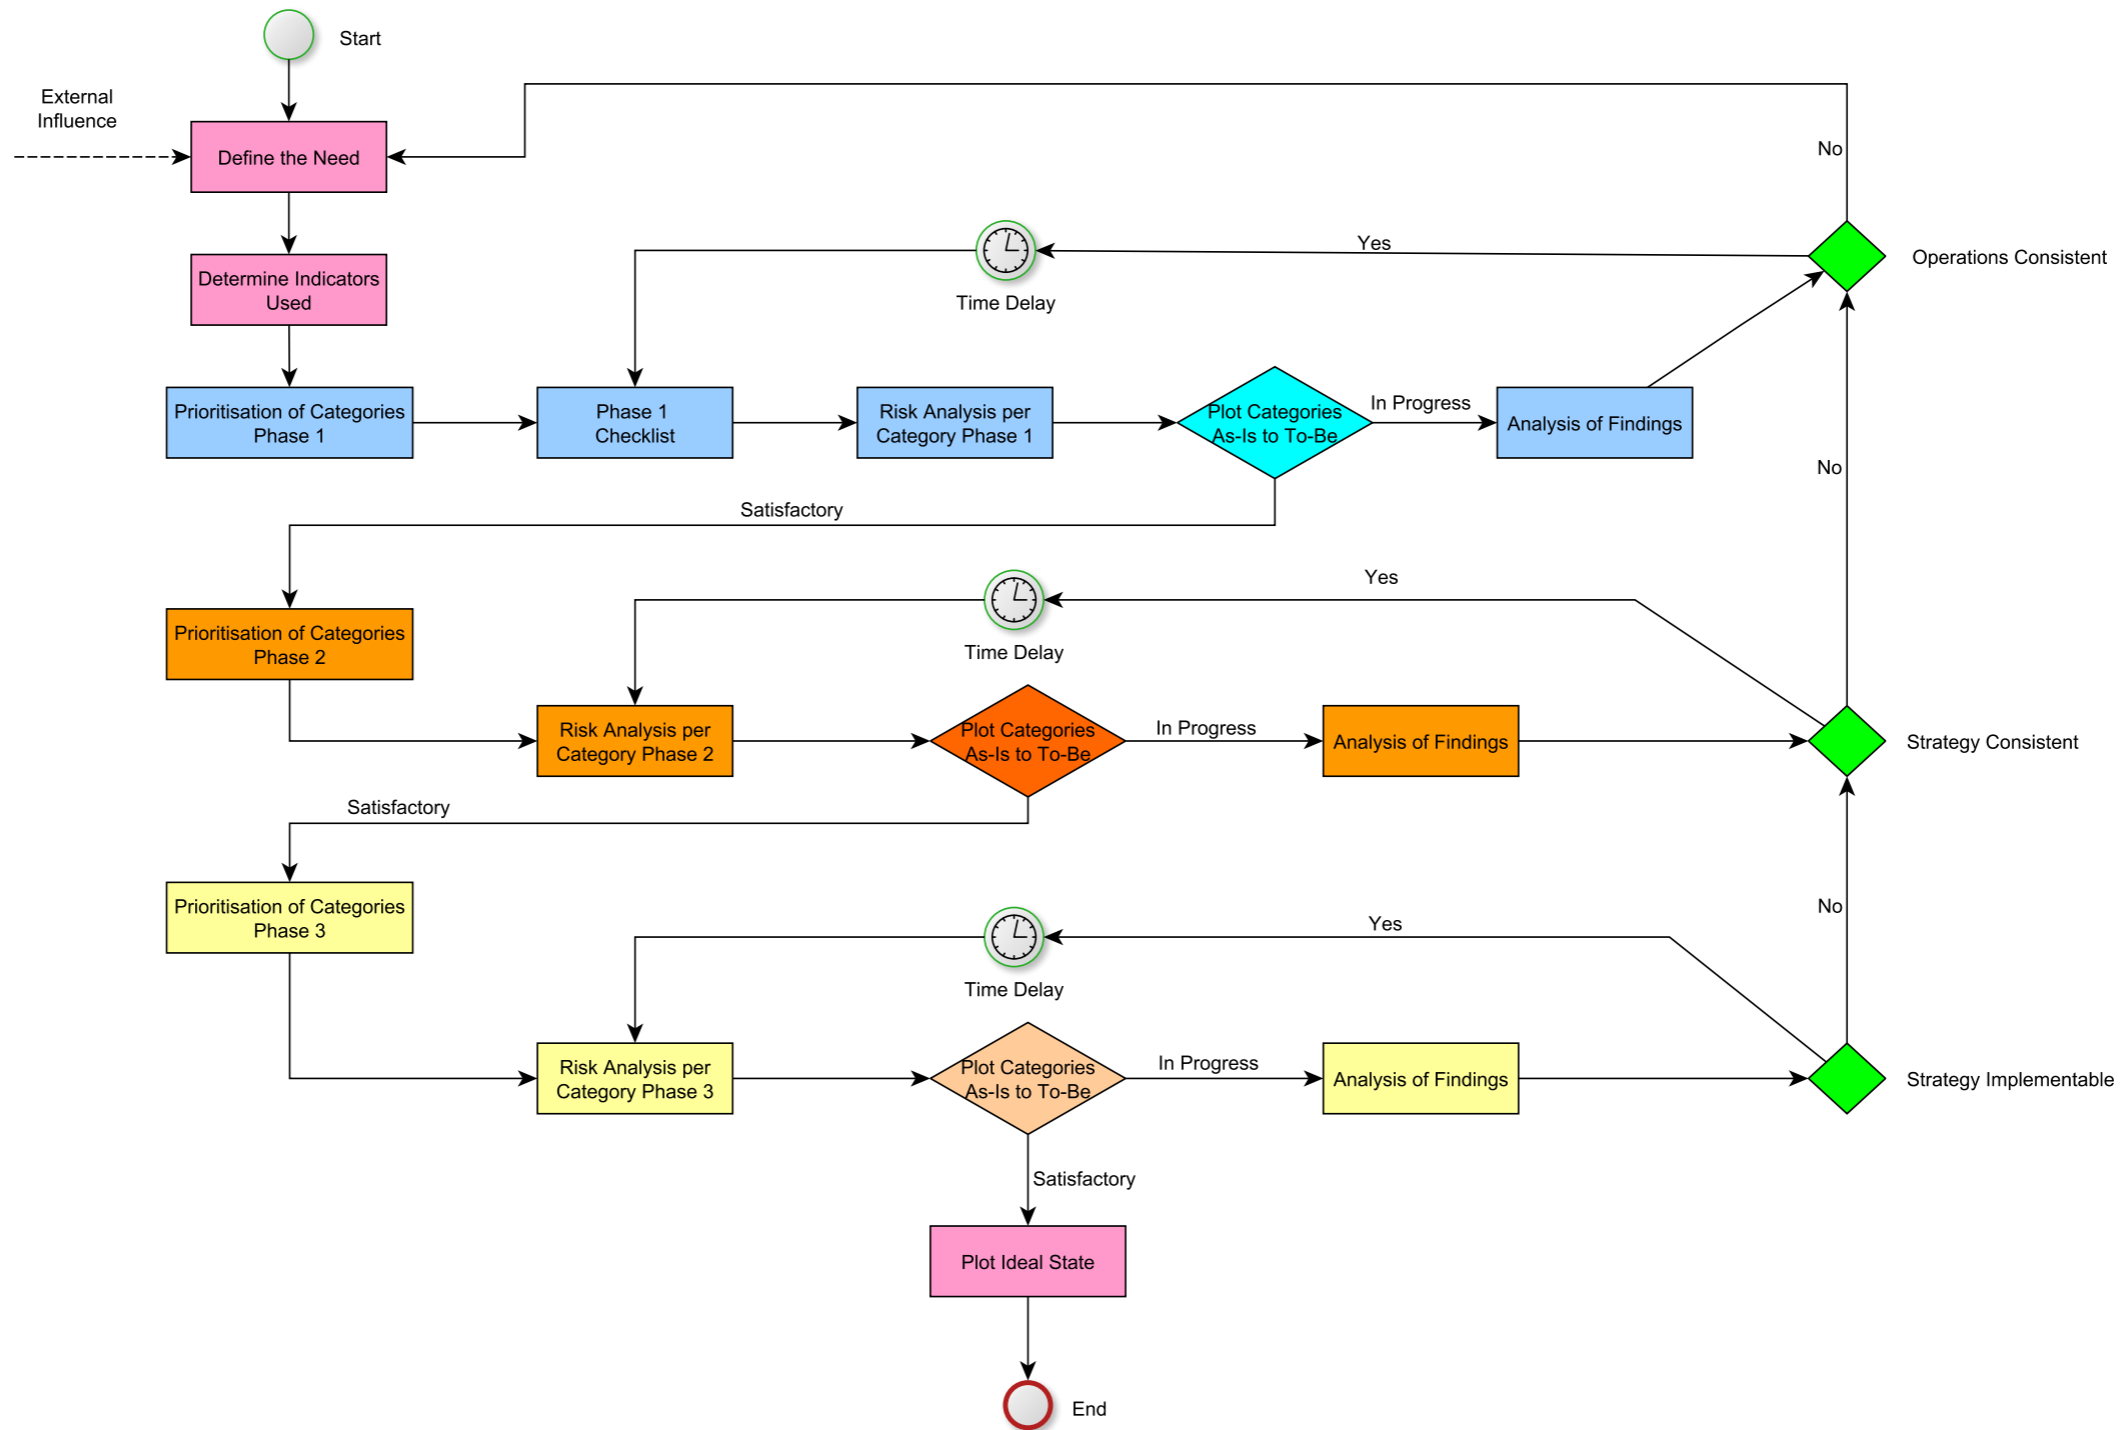 Start
External
Influence
Define the Need
No
Determine Indicators
Used
Yes
Operations Consistent
Time Delay
Prioritisation of Categories
Phase 1
Phase 1
Checklist
Risk Analysis per
Category Phase 1
Plot Categories
As-Is to To-Be
In Progress
Analysis of Findings
No
Satisfactory
Yes
Prioritisation of Categories
Phase 2
Time Delay
Risk Analysis per
Category Phase 2
Plot Categories
As-Is to To-Be
In Progress
Analysis of Findings
Strategy Consistent
Satisfactory
Prioritisation of Categories
Phase 3
No
Yes
Time Delay
Risk Analysis per
Category Phase 3
Plot Categories
As-Is to To-Be
In Progress
Analysis of Findings
Strategy Implementable
Satisfactory
Plot Ideal State
End